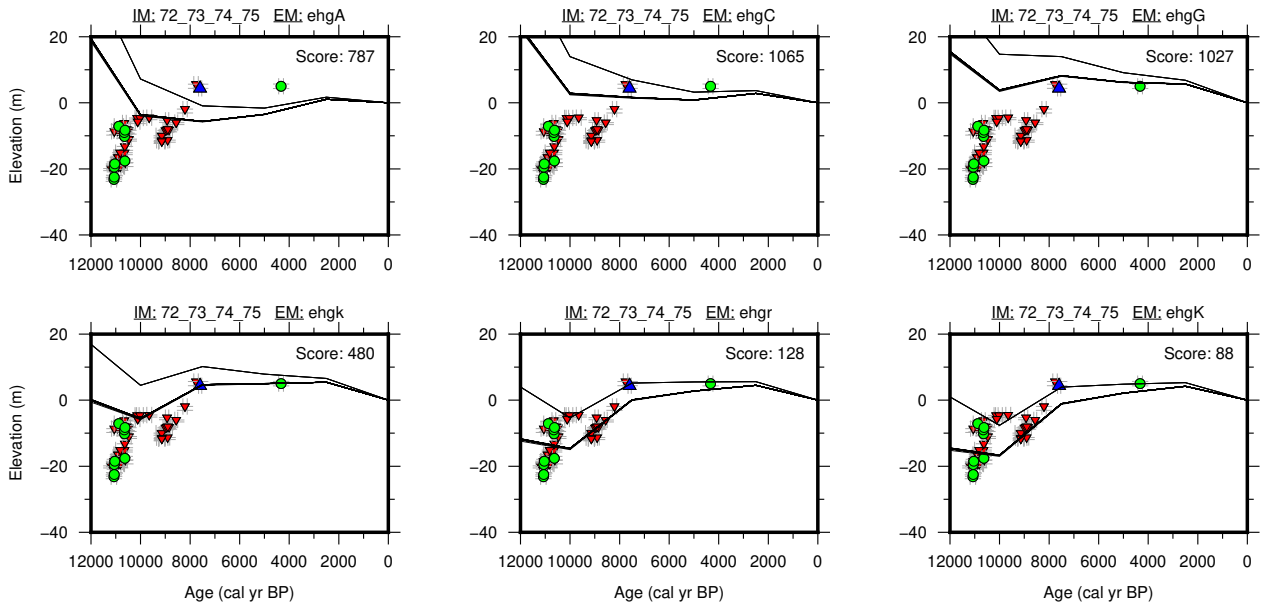 IM: 72_73_74_75 EM: ehgA
IM: 72_73_74_75 EM: ehgC
IM: 72_73_74_75 EM: ehgG
20
0
−20
−40
Elevation (m)
Score: 787
12000 10000 8000 6000 4000 2000 0
20
0
−20
−40
Score: 1065
12000 10000 8000 6000 4000 2000 0
20
0
−20
−40
Score: 1027
12000 10000 8000 6000 4000 2000 0
IM: 72_73_74_75 EM: ehgk
IM: 72_73_74_75 EM: ehgr
IM: 72_73_74_75 EM: ehgK
20
0
−20
−40
Elevation (m)
Score: 480
12000 10000 8000 6000 4000 2000 0
Age (cal yr BP)
20
0
−20
−40
Score: 128
12000 10000 8000 6000 4000 2000 0
Age (cal yr BP)
20
0
−20
−40
Score: 88
12000 10000 8000 6000 4000 2000 0
Age (cal yr BP)